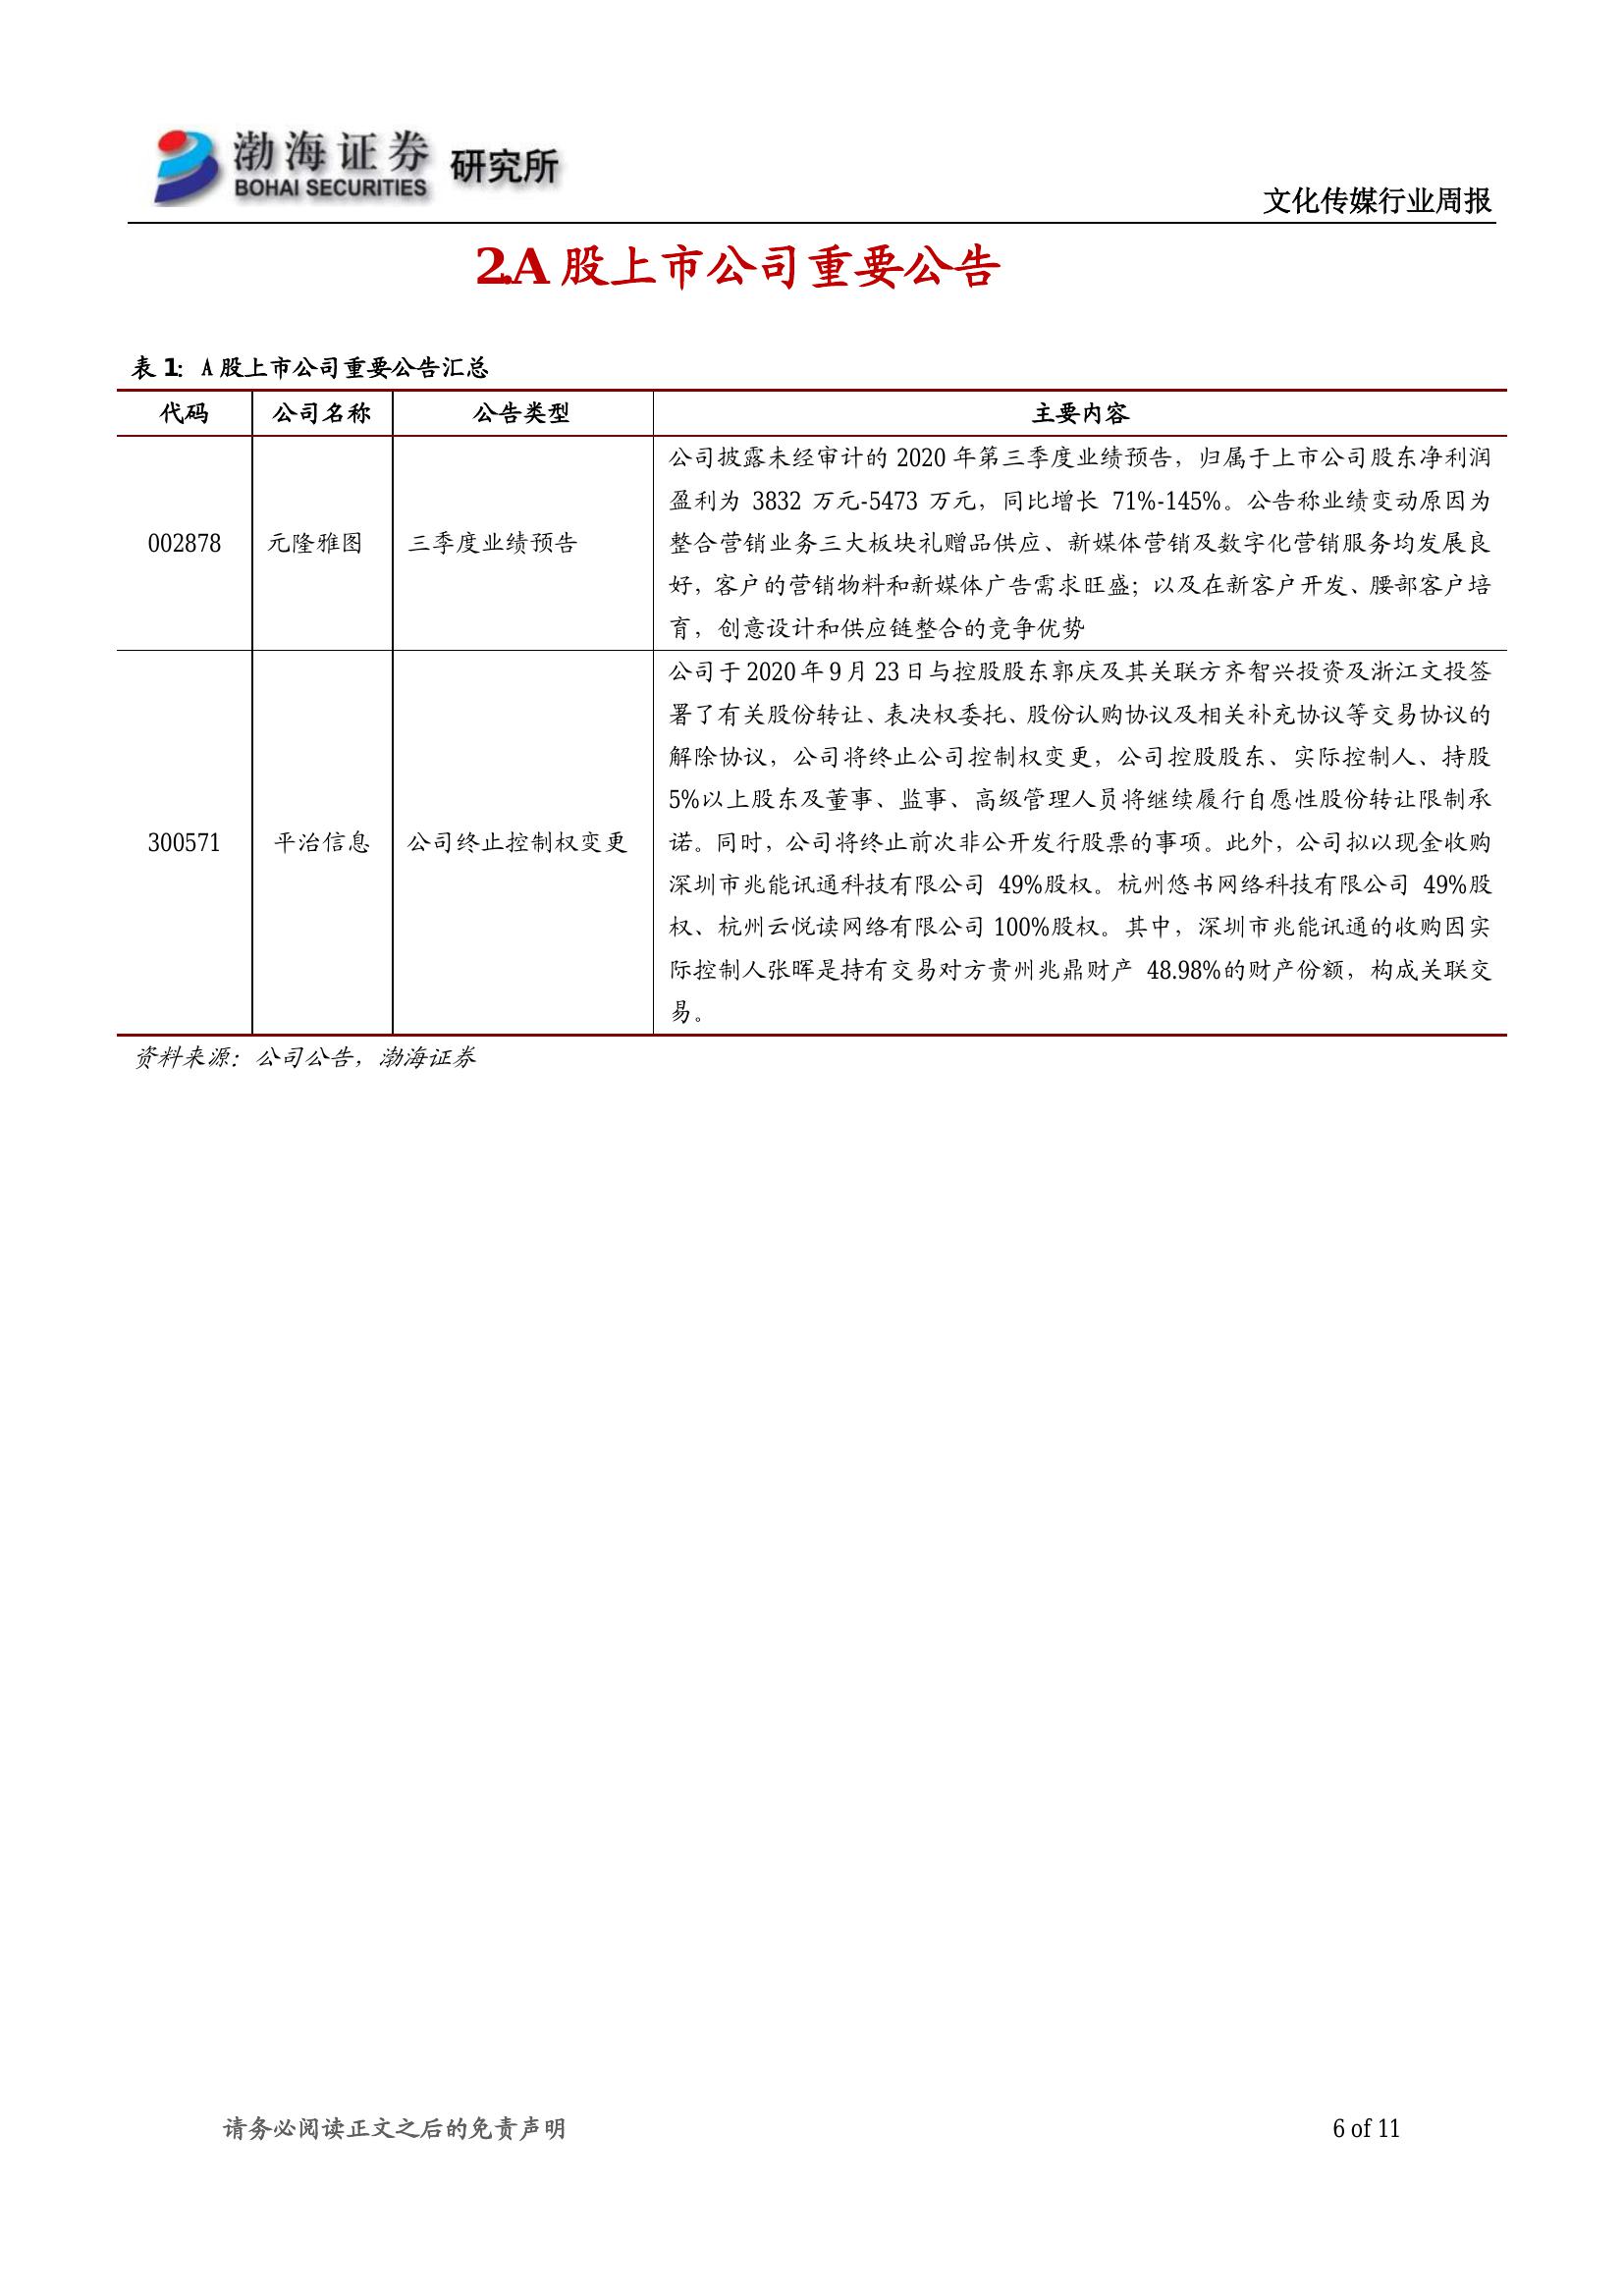 渤海证券 研究所
BOHAI SECURITIES
文化传媒行业周报
2.A 股上市公司重要公告
表 1: A 股上市公司重要公告汇总
代码 公司名称 公告类型 主要内容
002878 元隆雅图 三季度业绩预告
公司披露未经审计的 2020 年第三季度业绩预告，归属于上市公司股东净利润
盈利为 3832 万元-5473 万元，同比增长 71%-145%。公告称业绩变动原因为
整合营销业务三大板块礼赠品供应、新媒体营销及数字化营销服务均发展良
好，客户的营销物料和新媒体广告需求旺盛；以及在新客户开发、腰部客户培
育，创意设计和供应链整合的竞争优势
300571 平治信息 公司终止控制权变更
公司于 2020 年 9 月 23 日与控股股东郭庆及其关联方齐智兴投资及浙江文投签
署了有关股份转让、表决权委托、股份认购协议及相关补充协议等交易协议的
解除协议，公司将终止公司控制权变更，公司控股股东、实际控制人、持股
5%以上股东及董事、监事、高级管理人员将继续履行自愿性股份转让限制承
诺。同时，公司将终止前次非公开发行股票的事项。此外，公司拟以现金收购
深圳市兆能讯通科技有限公司 49%股权。杭州悠书网络科技有限公司 49%股
权、杭州云悦读网络有限公司 100%股权。其中，深圳市兆能讯通的收购因实
际控制人张晖是持有交易对方贵州兆鼎财产 48.98%的财产份额，构成关联交
易。
资料来源：公司公告，渤海证券
请务必阅读正文之后的免责声明
6 of 11